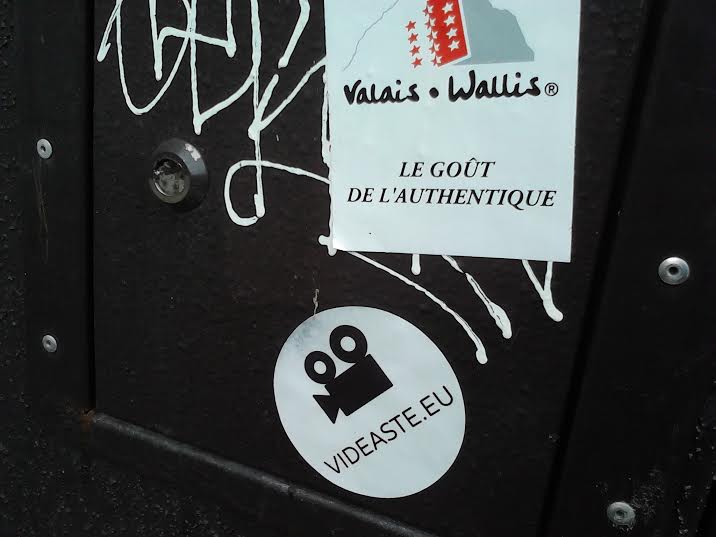 Valais • Wallis®
LE GOÛT
DE L'AUTHENTIQUE
VIDEASTE.EU